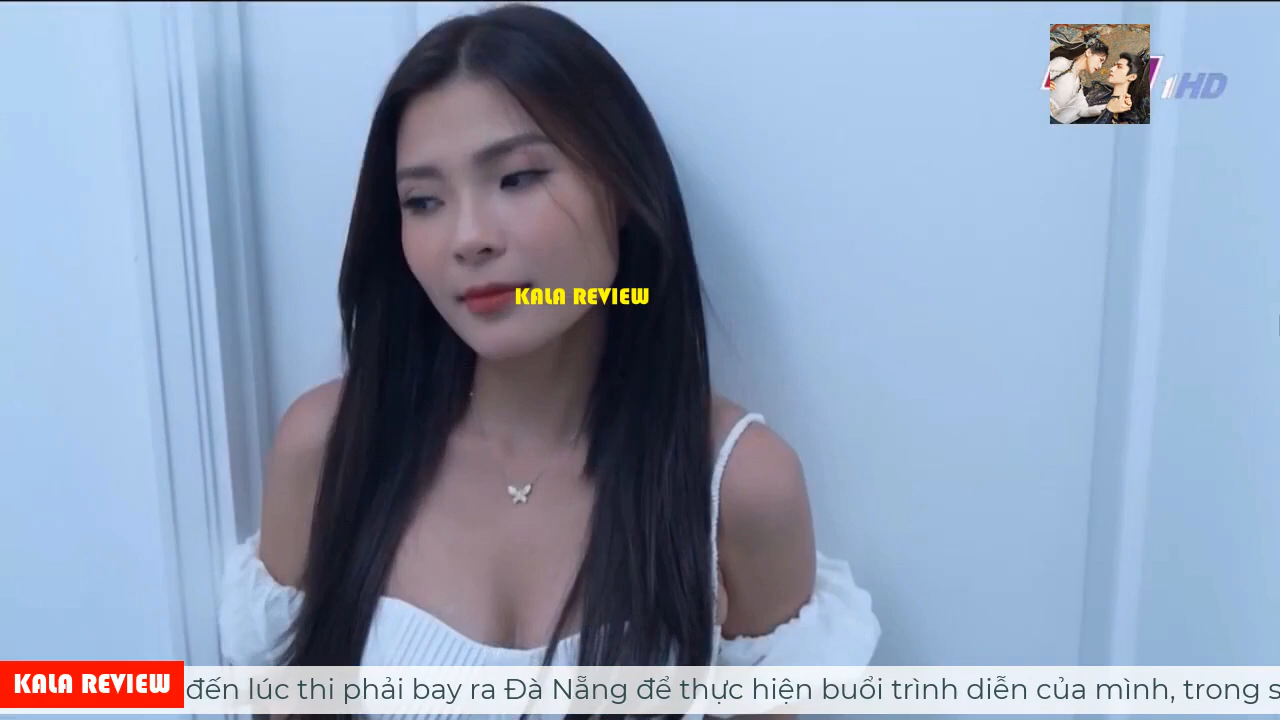 1HD
KALA REVIEW
KALA REVIEW
đến lúc thi phải bay ra Đà Nẵng để thực hiện buổi trình diễn của mình, trong s